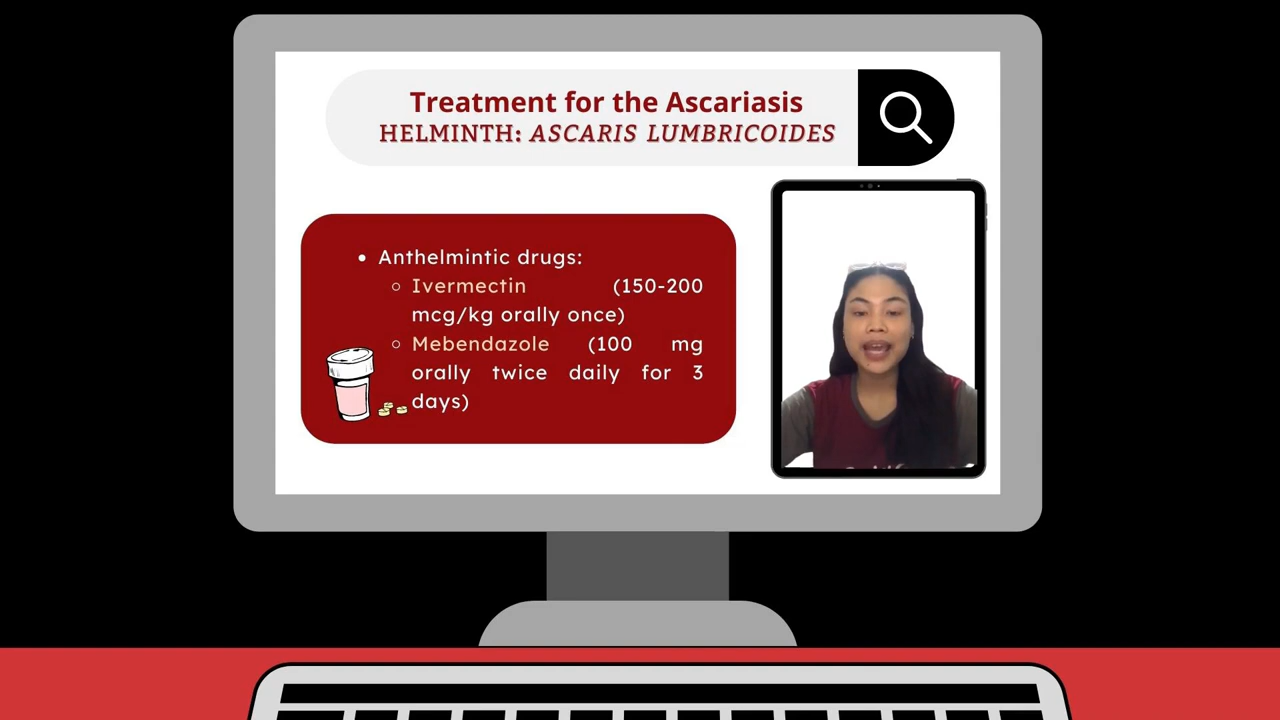 Treatment for the Ascariasis
HELMINTH: ASCARIS LUMBRICOIDES
• Anthelmintic drugs:
○ Ivermectin (150-200
mcg/kg orally once)
○ Mebendazole (100 mg
orally twice daily for 3
days)